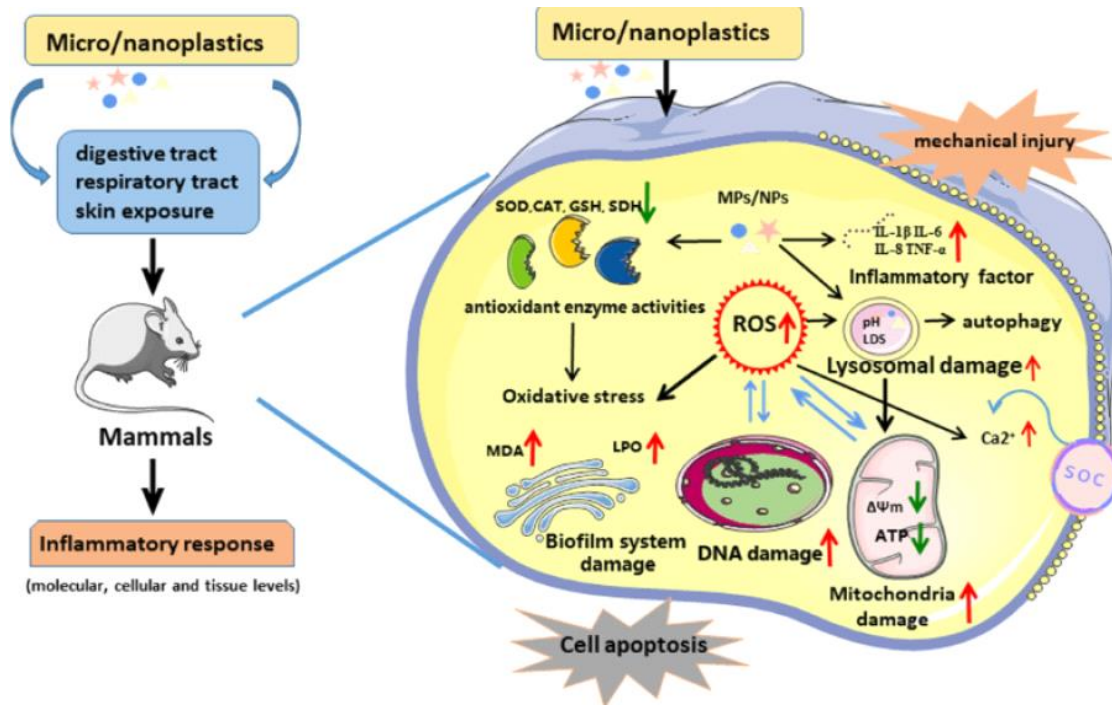 Micro/nanoplastics
digestive tract
respiratory tract
skin exposure
Mammals
Inflammatory response
(molecular, cellular and tissue levels)
Micro/nanoplastics
mechanical injury
SOD,CAT, GSH, SDH
MPs/NPs
IL-1β IL-6
IL-8 TNF-α
Inflammatory factor
antioxidant enzyme activities
ROS
pH
LDS
autophagy
Lysosomal damage
Oxidative stress
Ca2⁺
SOC
MDA
LPO
ΔΨm
ATP
Biofilm system
damage
DNA damage
Mitochondria
damage
Cell apoptosis